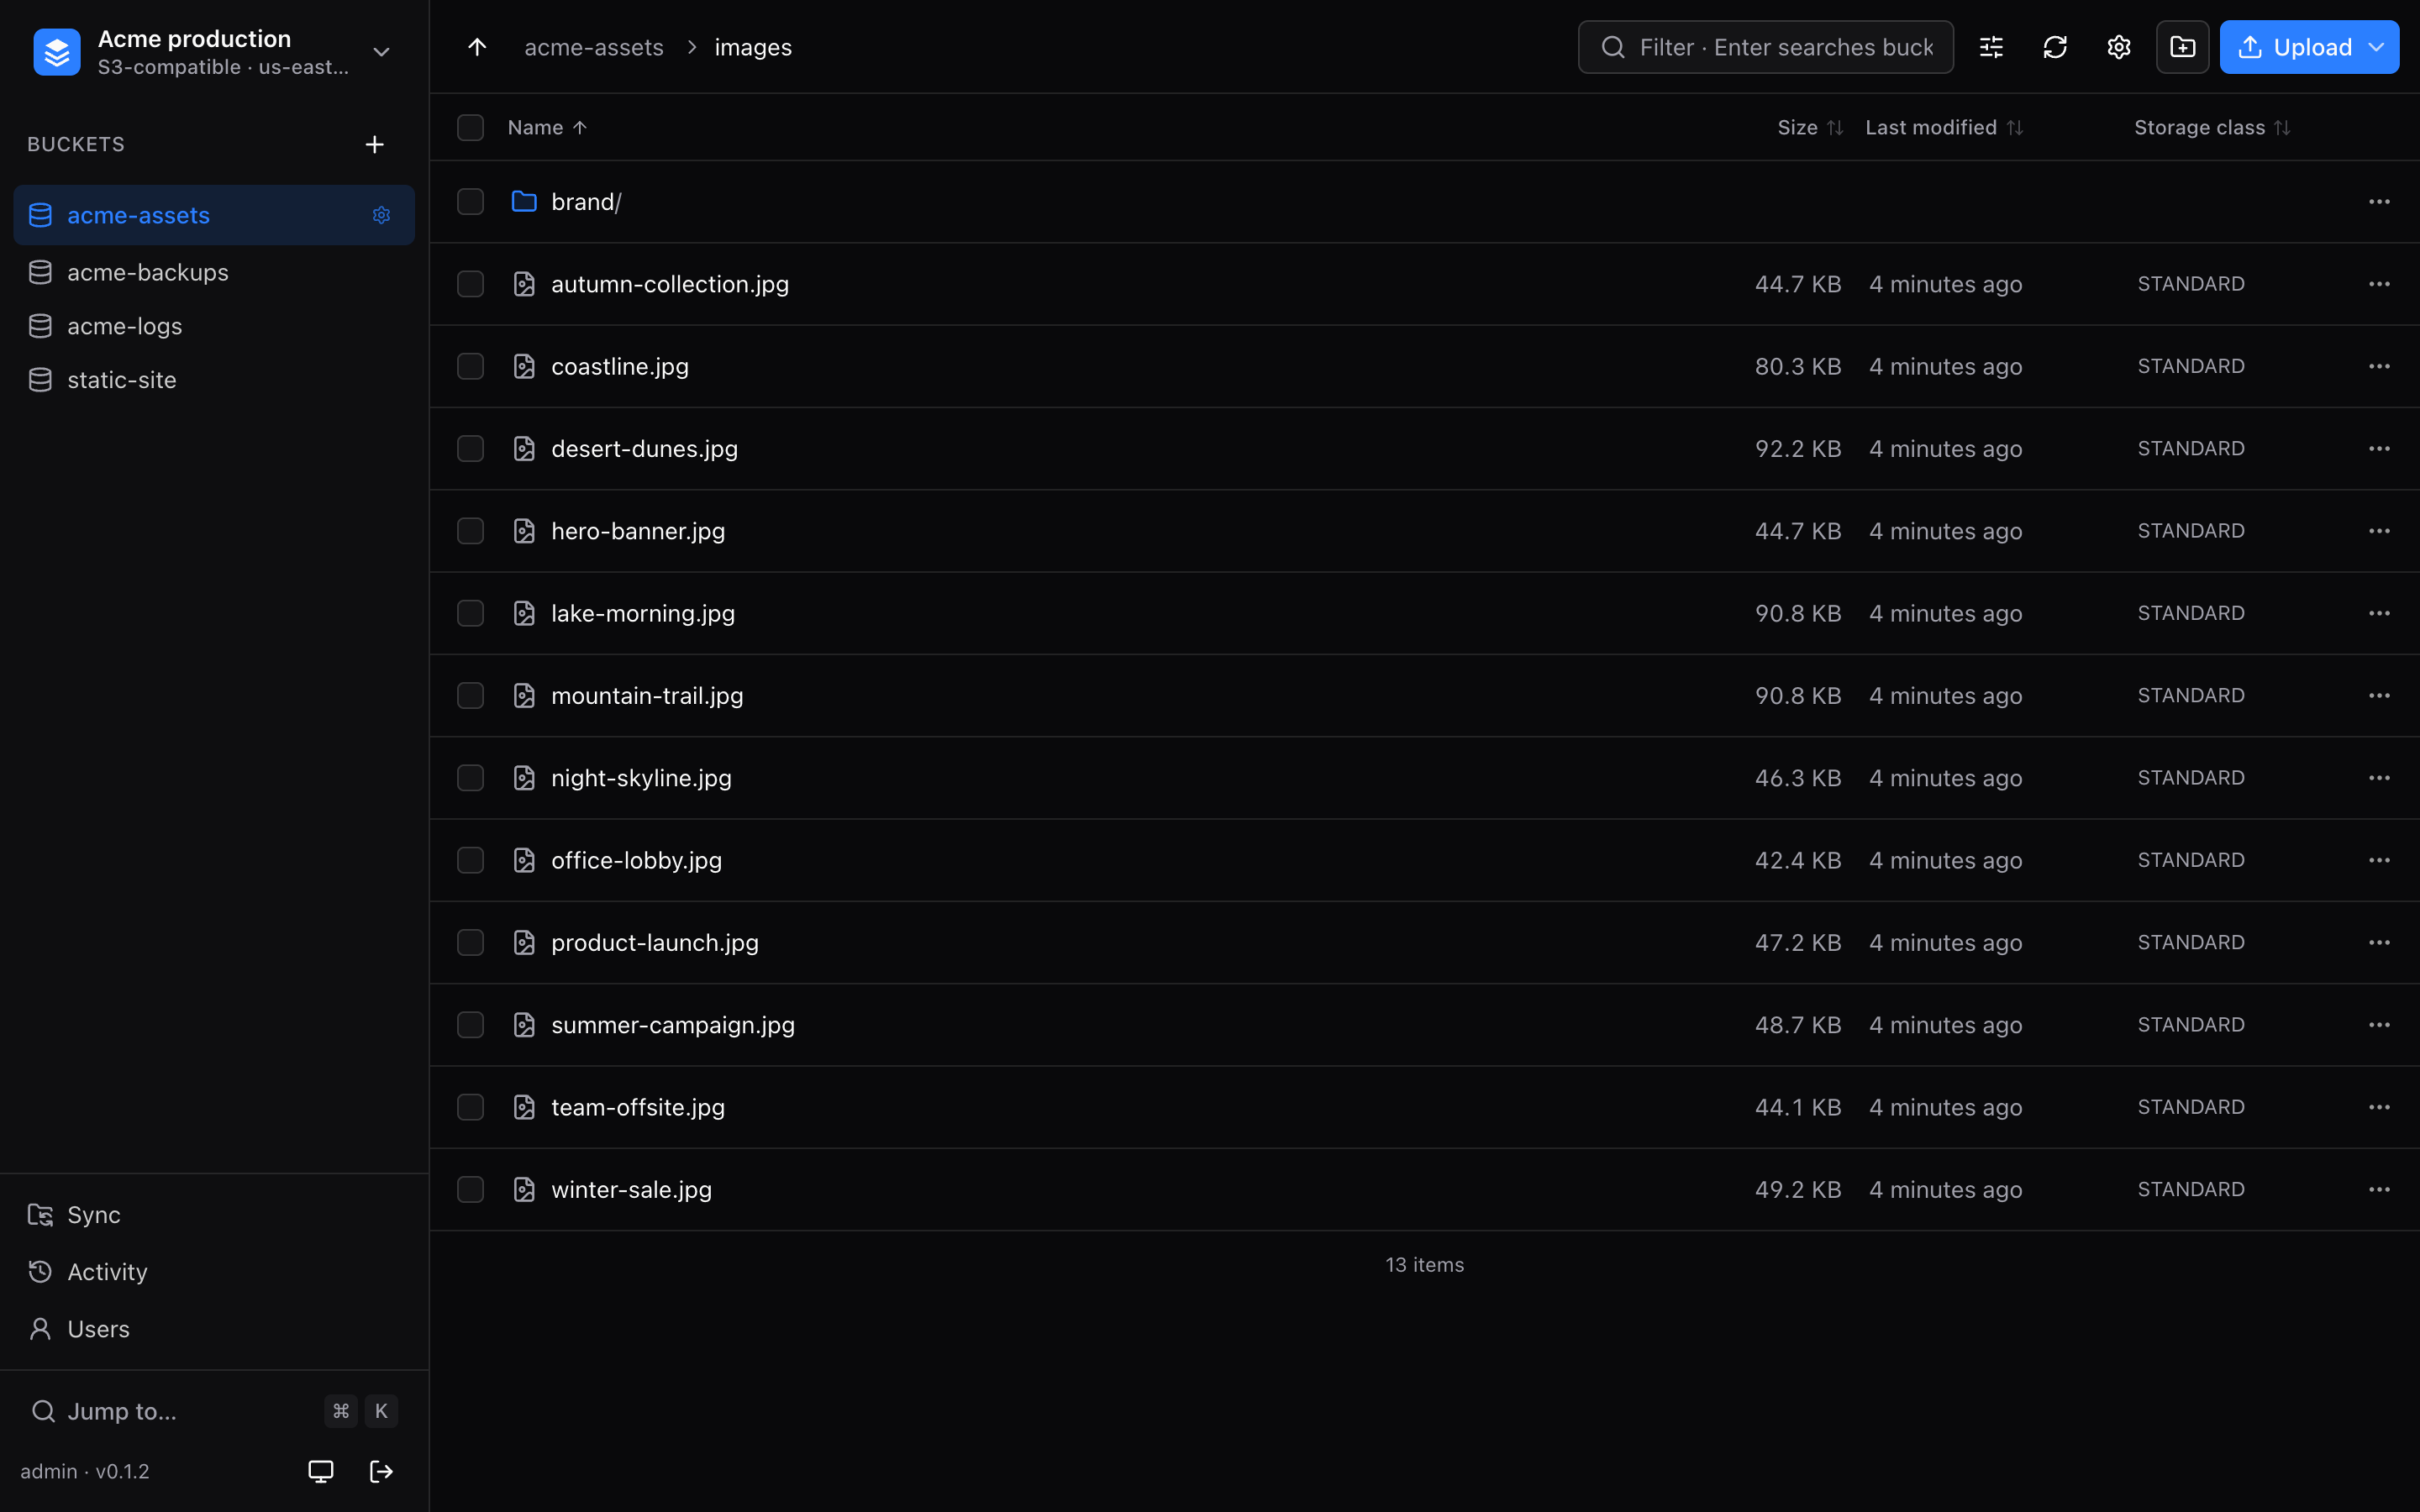 Acme production
S3-compatible · us-east...
BUCKETS
acme-assets
acme-backups
acme-logs
static-site
Sync
Activity
Users
Jump to...
⌘ K
admin · v0.1.2
acme-assets > images
Filter · Enter searches buck
Upload
Name Size Last modified Storage class
brand/
autumn-collection.jpg 44.7 KB 4 minutes ago STANDARD
coastline.jpg 80.3 KB 4 minutes ago STANDARD
desert-dunes.jpg 92.2 KB 4 minutes ago STANDARD
hero-banner.jpg 44.7 KB 4 minutes ago STANDARD
lake-morning.jpg 90.8 KB 4 minutes ago STANDARD
mountain-trail.jpg 90.8 KB 4 minutes ago STANDARD
night-skyline.jpg 46.3 KB 4 minutes ago STANDARD
office-lobby.jpg 42.4 KB 4 minutes ago STANDARD
product-launch.jpg 47.2 KB 4 minutes ago STANDARD
summer-campaign.jpg 48.7 KB 4 minutes ago STANDARD
team-offsite.jpg 44.1 KB 4 minutes ago STANDARD
winter-sale.jpg 49.2 KB 4 minutes ago STANDARD
13 items